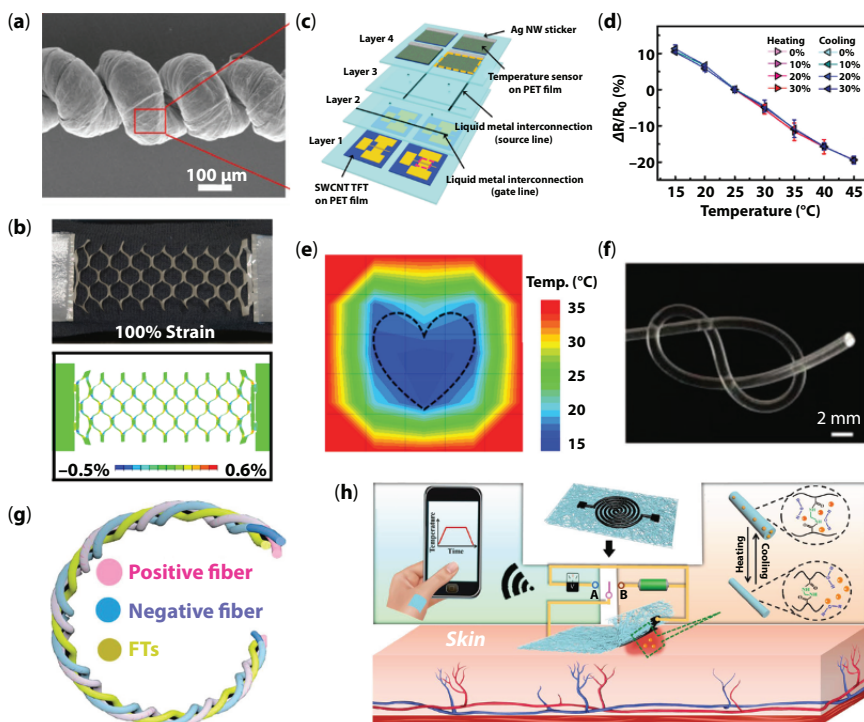 (a)
100 µm
(b)
100% Strain
–0.5%
0.6%
(c)
Layer 4
Layer 3
Layer 2
Layer 1
Ag NW sticker
Temperature sensor
on PET film
Liquid metal interconnection
(source line)
Liquid metal interconnection
(gate line)
SWCNT TFT
on PET film
(d)
Heating Cooling
0% 0%
10% 10%
20% 20%
30% 30%
ΔR/R0 (%)
10
0
–10
–20
15 20 25 30 35 40 45
Temperature (°C)
(e)
Temp. (°C)
35
30
25
20
15
(f)
2 mm
(g)
Positive fiber
Negative fiber
FTs
(h)
Temperature
Time
V
A
B
Heating
Cooling
Skin